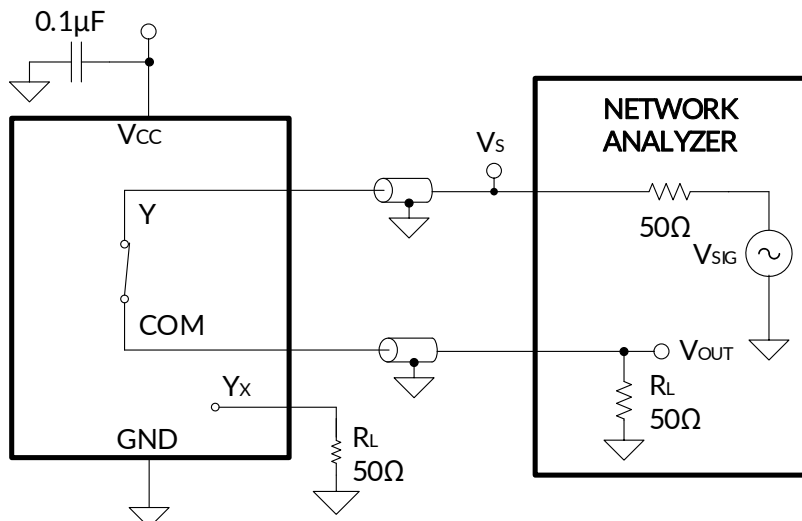 0.1µF
VCC
NETWORK
ANALYZER
VS
Y
50Ω
VSIG
COM
VOUT
YX
RL
50Ω
GND
RL
50Ω